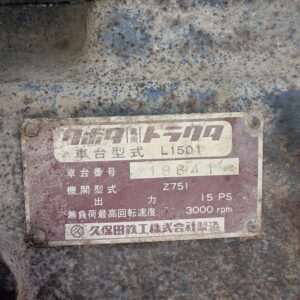 クボタトラクタ
車台型式 L1501
車台番号 18841
機関型式 Z751
出力 15 PS
無負荷最高回転速度 3000 rpm
久保田鉄工株式会社製造